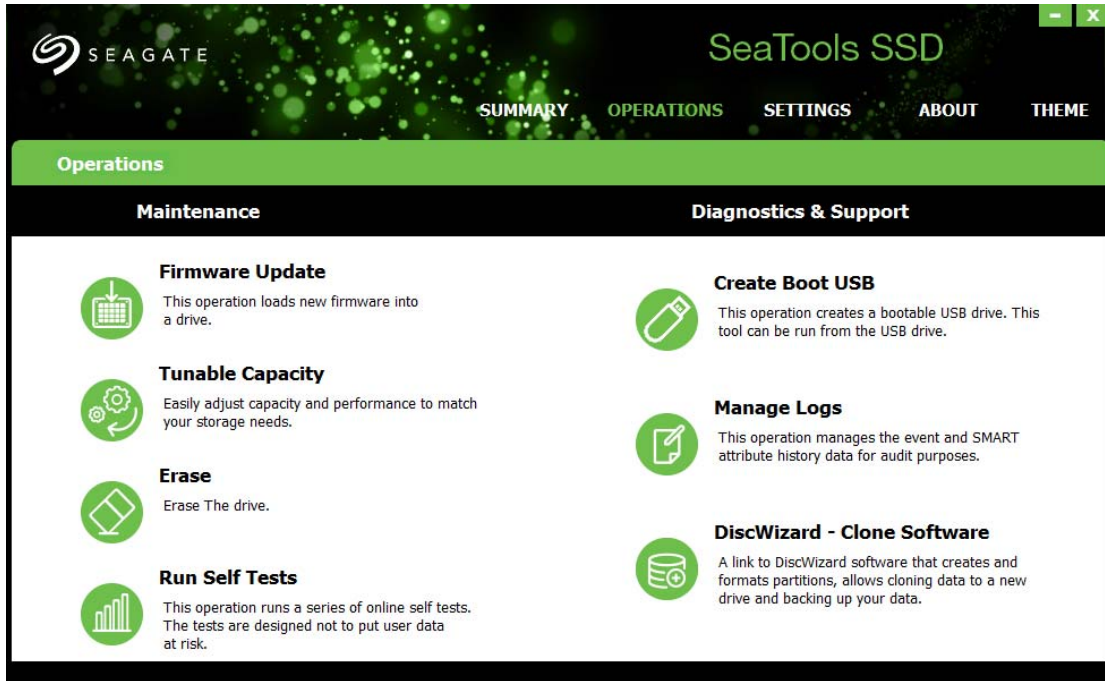 SEAGATE
SeaTools SSD
- X
SUMMARY OPERATIONS SETTINGS ABOUT THEME
Operations
Maintenance
Firmware Update
This operation loads new firmware into
a drive.
Tunable Capacity
Easily adjust capacity and performance to match
your storage needs.
Erase
Erase The drive.
Run Self Tests
This operation runs a series of online self tests.
The tests are designed not to put user data
at risk.
Diagnostics & Support
Create Boot USB
This operation creates a bootable USB drive. This
tool can be run from the USB drive.
Manage Logs
This operation manages the event and SMART
attribute history data for audit purposes.
DiscWizard - Clone Software
A link to DiscWizard software that creates and
formats partitions, allows cloning data to a new
drive and backing up your data.